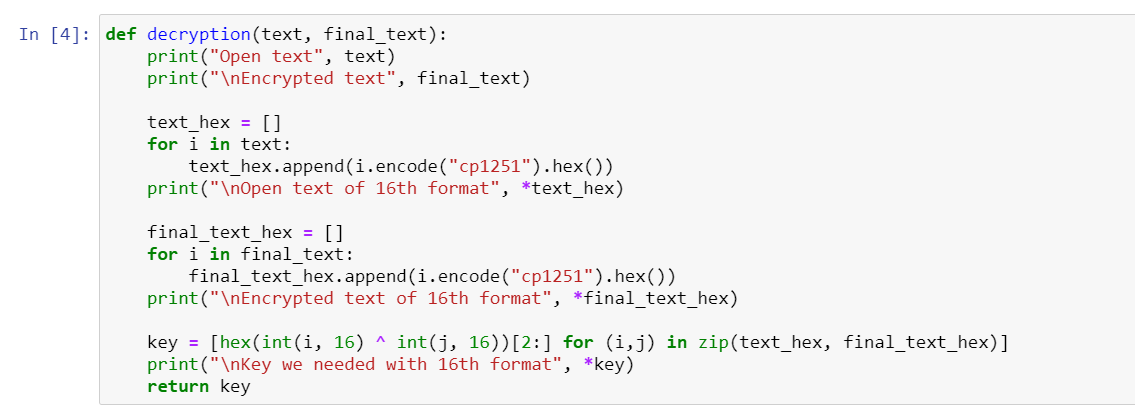 In [4]: def decryption(text, final_text):
    print("Open text", text)
    print("\nEncrypted text", final_text)

    text_hex = []
    for i in text:
        text_hex.append(i.encode("cp1251").hex())
    print("\nOpen text of 16th format", *text_hex)

    final_text_hex = []
    for i in final_text:
        final_text_hex.append(i.encode("cp1251").hex())
    print("\nEncrypted text of 16th format", *final_text_hex)

    key = [hex(int(i, 16) ^ int(j, 16))[2:] for (i,j) in zip(text_hex, final_text_hex)]
    print("\nKey we needed with 16th format", *key)
    return key